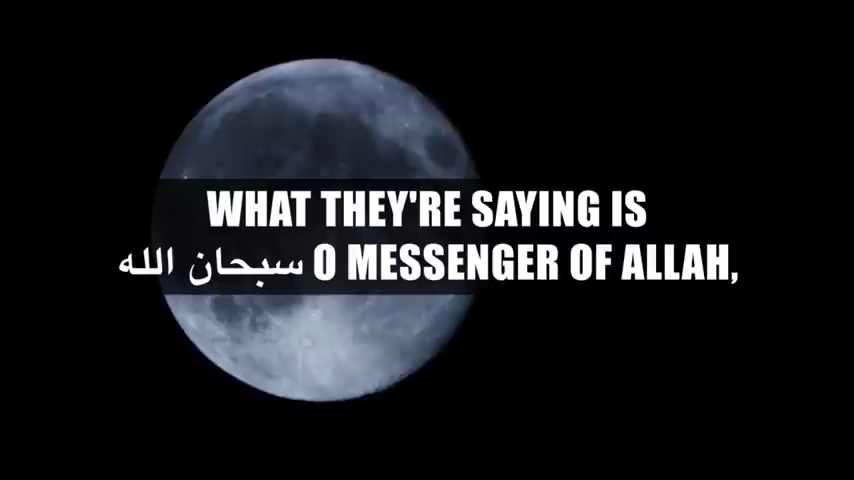 WHAT THEY'RE SAYING IS
سبحان الله O MESSENGER OF ALLAH,